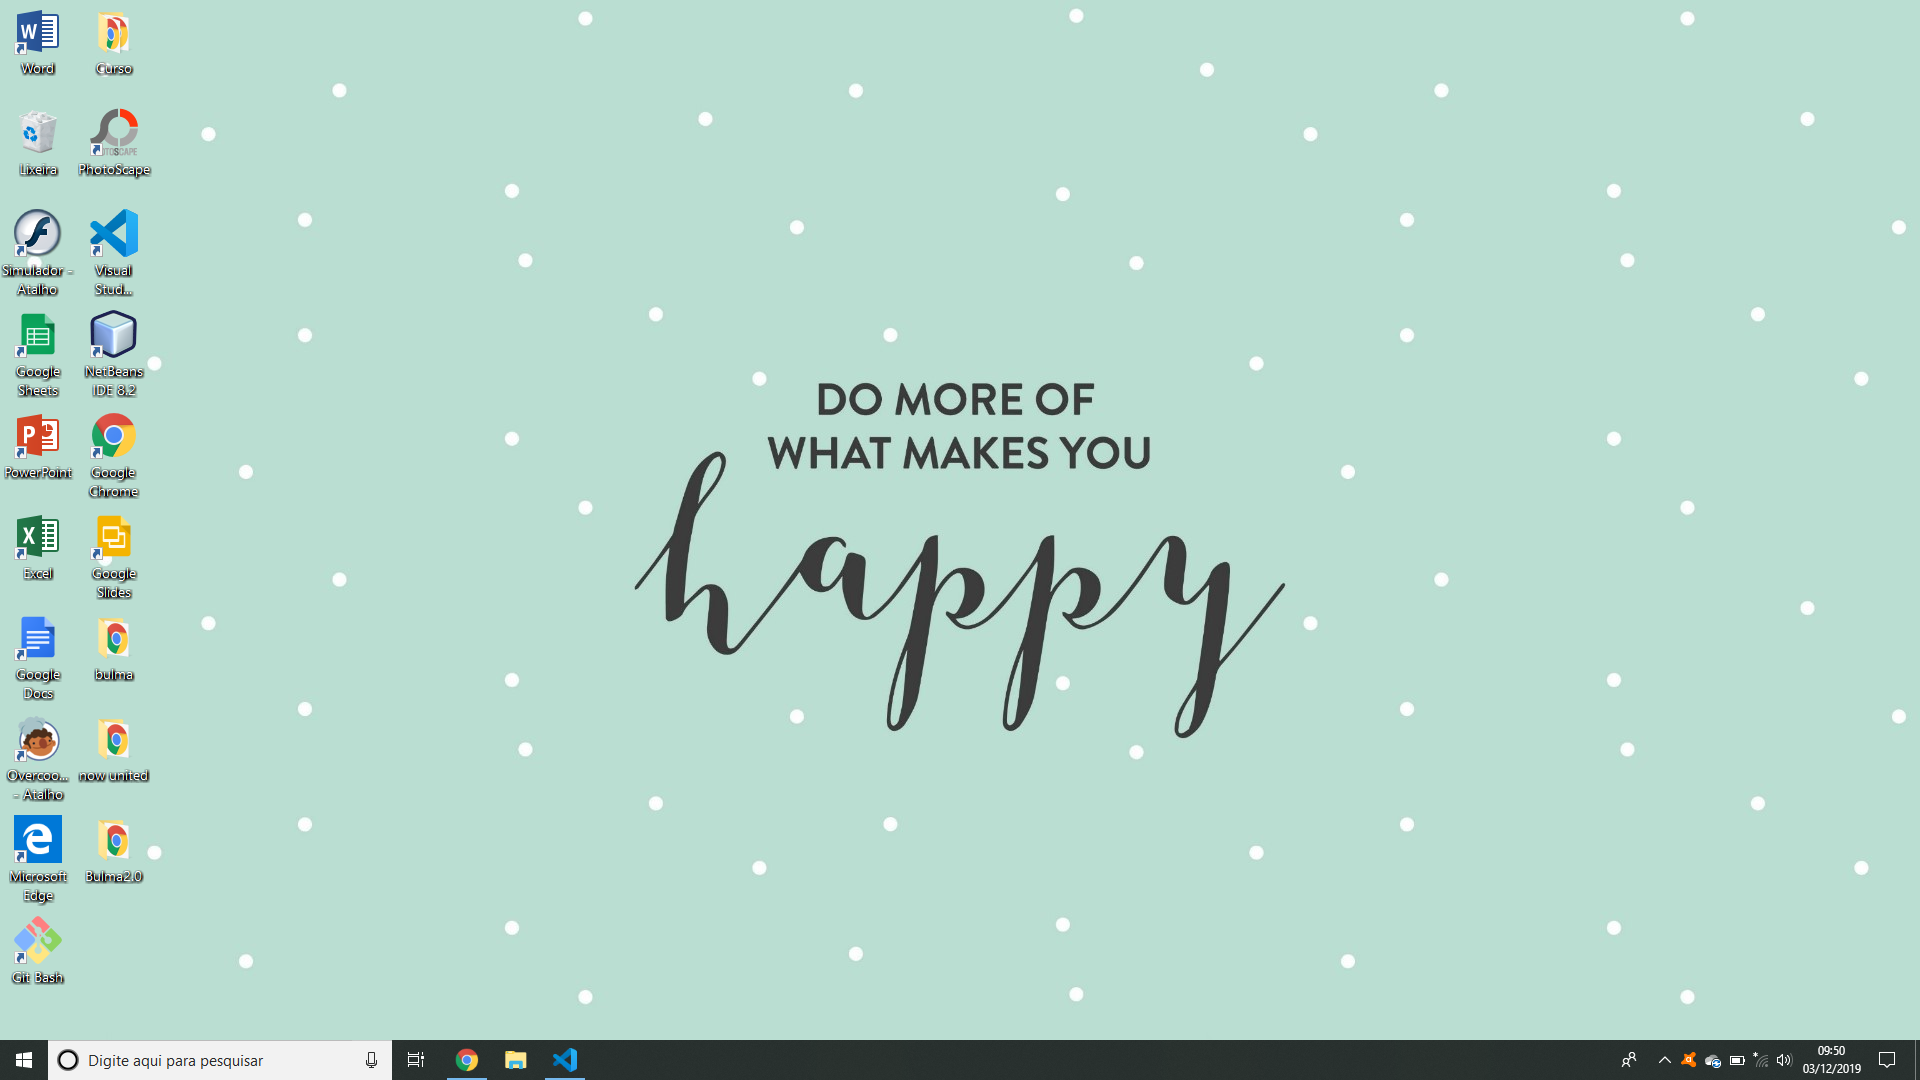 Word
Curso
Lixeira
PhotoScape
Simulador -
Atalho
Visual
Stud...
Google
Sheets
NetBeans
IDE 8.2
PowerPoint
Google
Chrome
Excel
Google
Slides
Google
Docs
bulma
Overcoo...
- Atalho
now united
Microsoft
Edge
Bulma2.0
Git Bash
DO MORE OF
WHAT MAKES YOU
happy
Digite aqui para pesquisar
09:50
03/12/2019